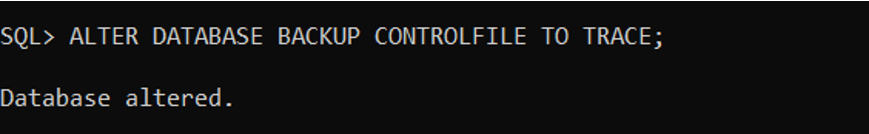 SQL> ALTER DATABASE BACKUP CONTROLFILE TO TRACE;
Database altered.